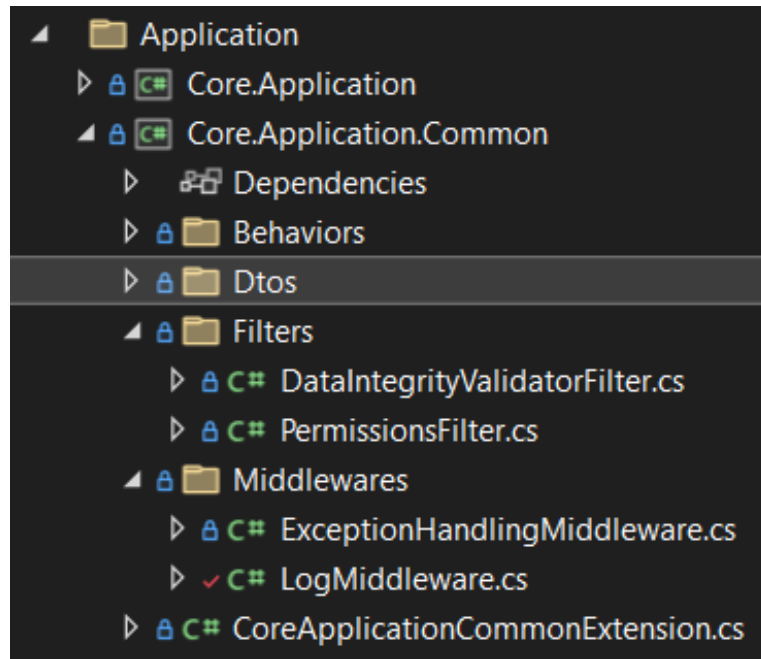 Application
C# Core.Application
C# Core.Application.Common
Dependencies
Behaviors
Dtos
Filters
C# DataIntegrityValidatorFilter.cs
C# PermissionsFilter.cs
Middlewares
C# ExceptionHandlingMiddleware.cs
C# LogMiddleware.cs
C# CoreApplicationCommonExtension.cs